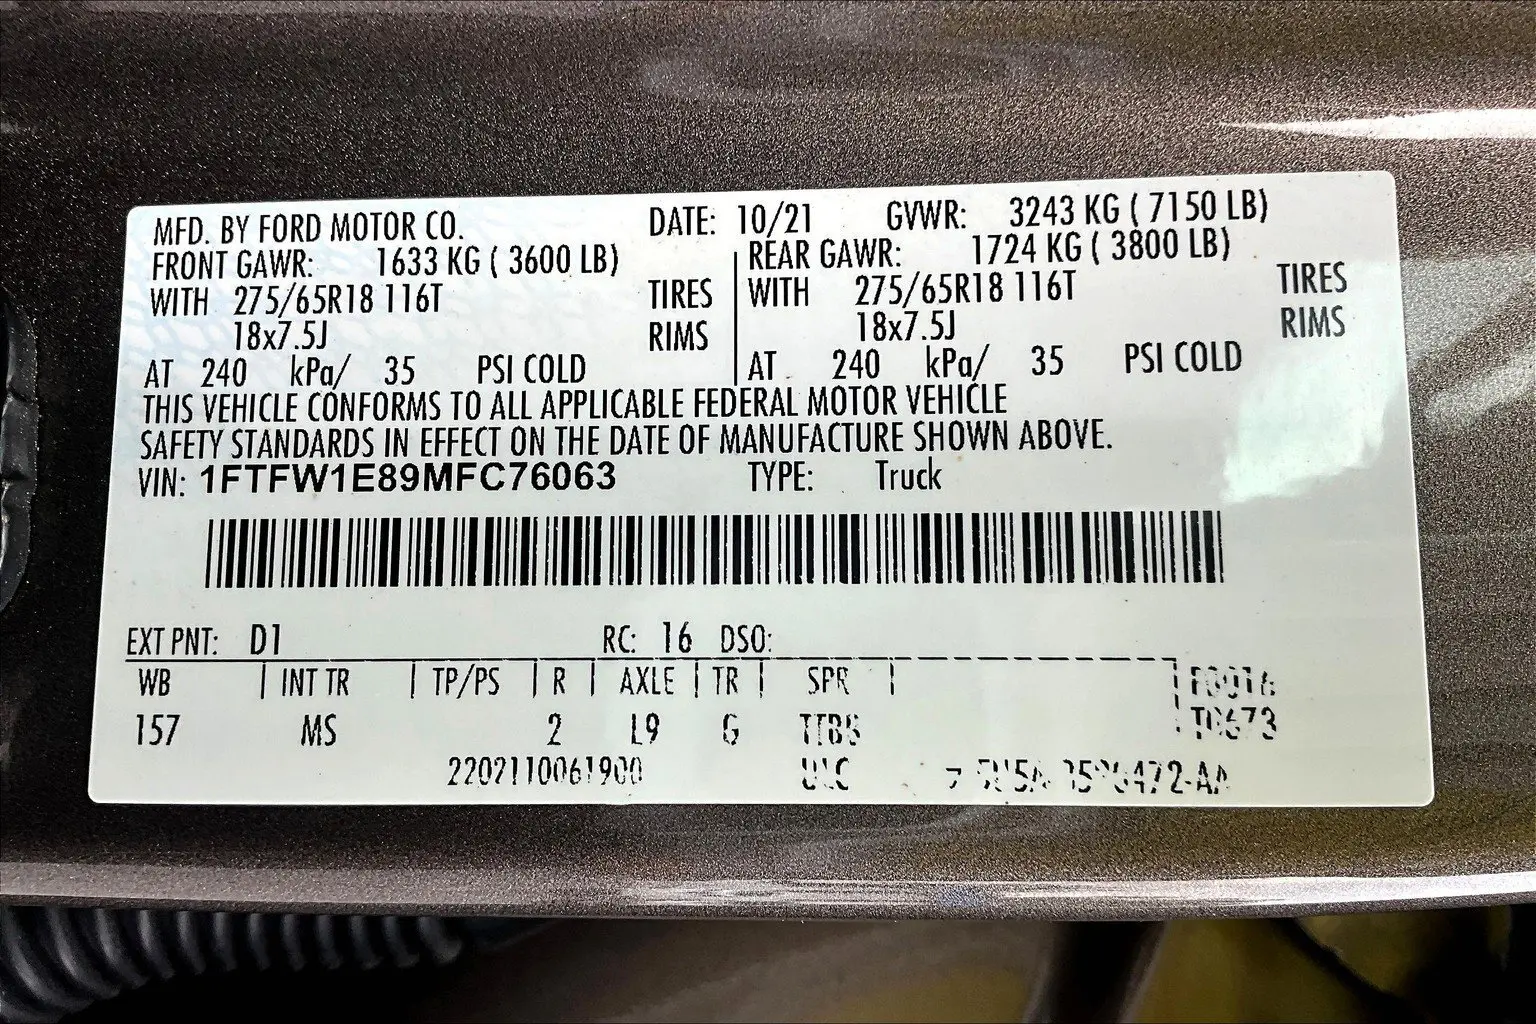 MFD. BY FORD MOTOR CO. DATE: 10/21 GVWR: 3243 KG ( 7150 LB)
FRONT GAWR: 1633 KG ( 3600 LB) REAR GAWR: 1724 KG ( 3800 LB)
WITH 275/65R18 116T TIRES WITH 275/65R18 116T TIRES
18x7.5J RIMS 18x7.5J RIMS
AT 240 kPa/ 35 PSI COLD AT 240 kPa/ 35 PSI COLD
THIS VEHICLE CONFORMS TO ALL APPLICABLE FEDERAL MOTOR VEHICLE
SAFETY STANDARDS IN EFFECT ON THE DATE OF MANUFACTURE SHOWN ABOVE.
VIN: 1FTFW1E89MFC76063 TYPE: Truck
EXT PNT: D1 RC: 16 DSO:
WB INT TR TP/PS R AXLE TR SPR
157 MS 2 L9 G
2202110061900